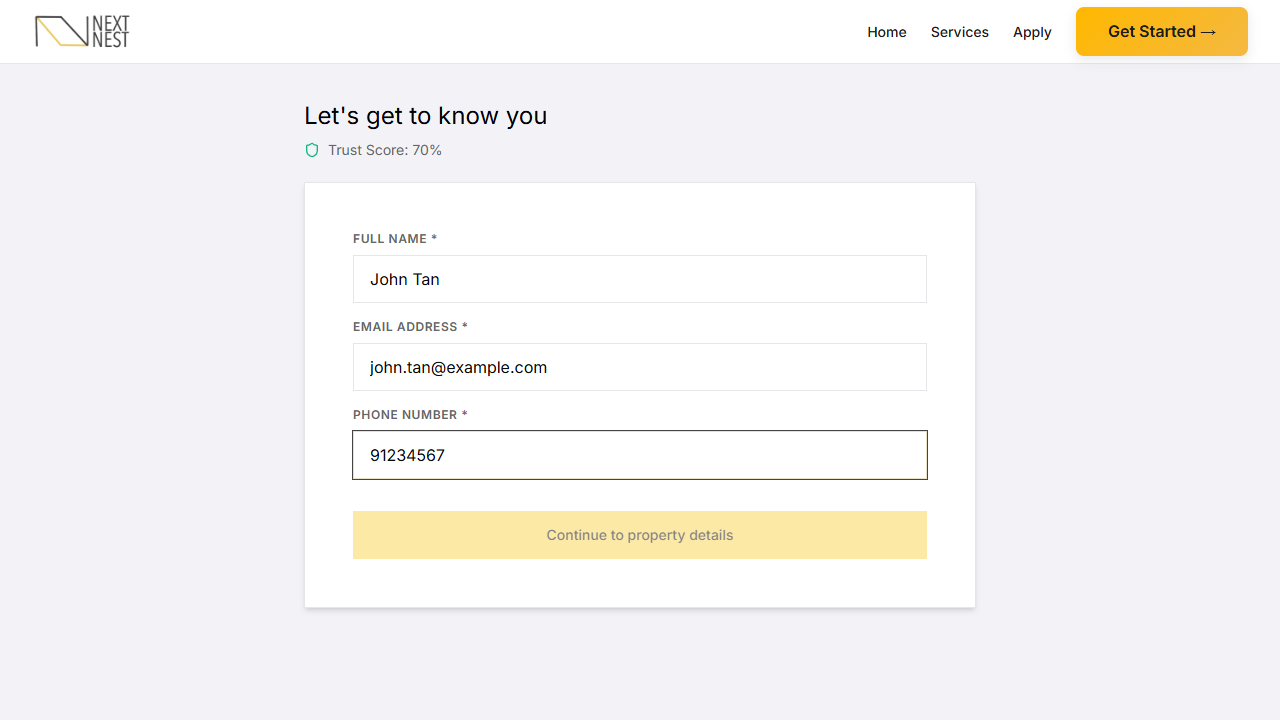 NEXT
NEST
Home Services Apply Get Started →
Let's get to know you
Trust Score: 70%
FULL NAME *
John Tan
EMAIL ADDRESS *
john.tan@example.com
PHONE NUMBER *
91234567
Continue to property details